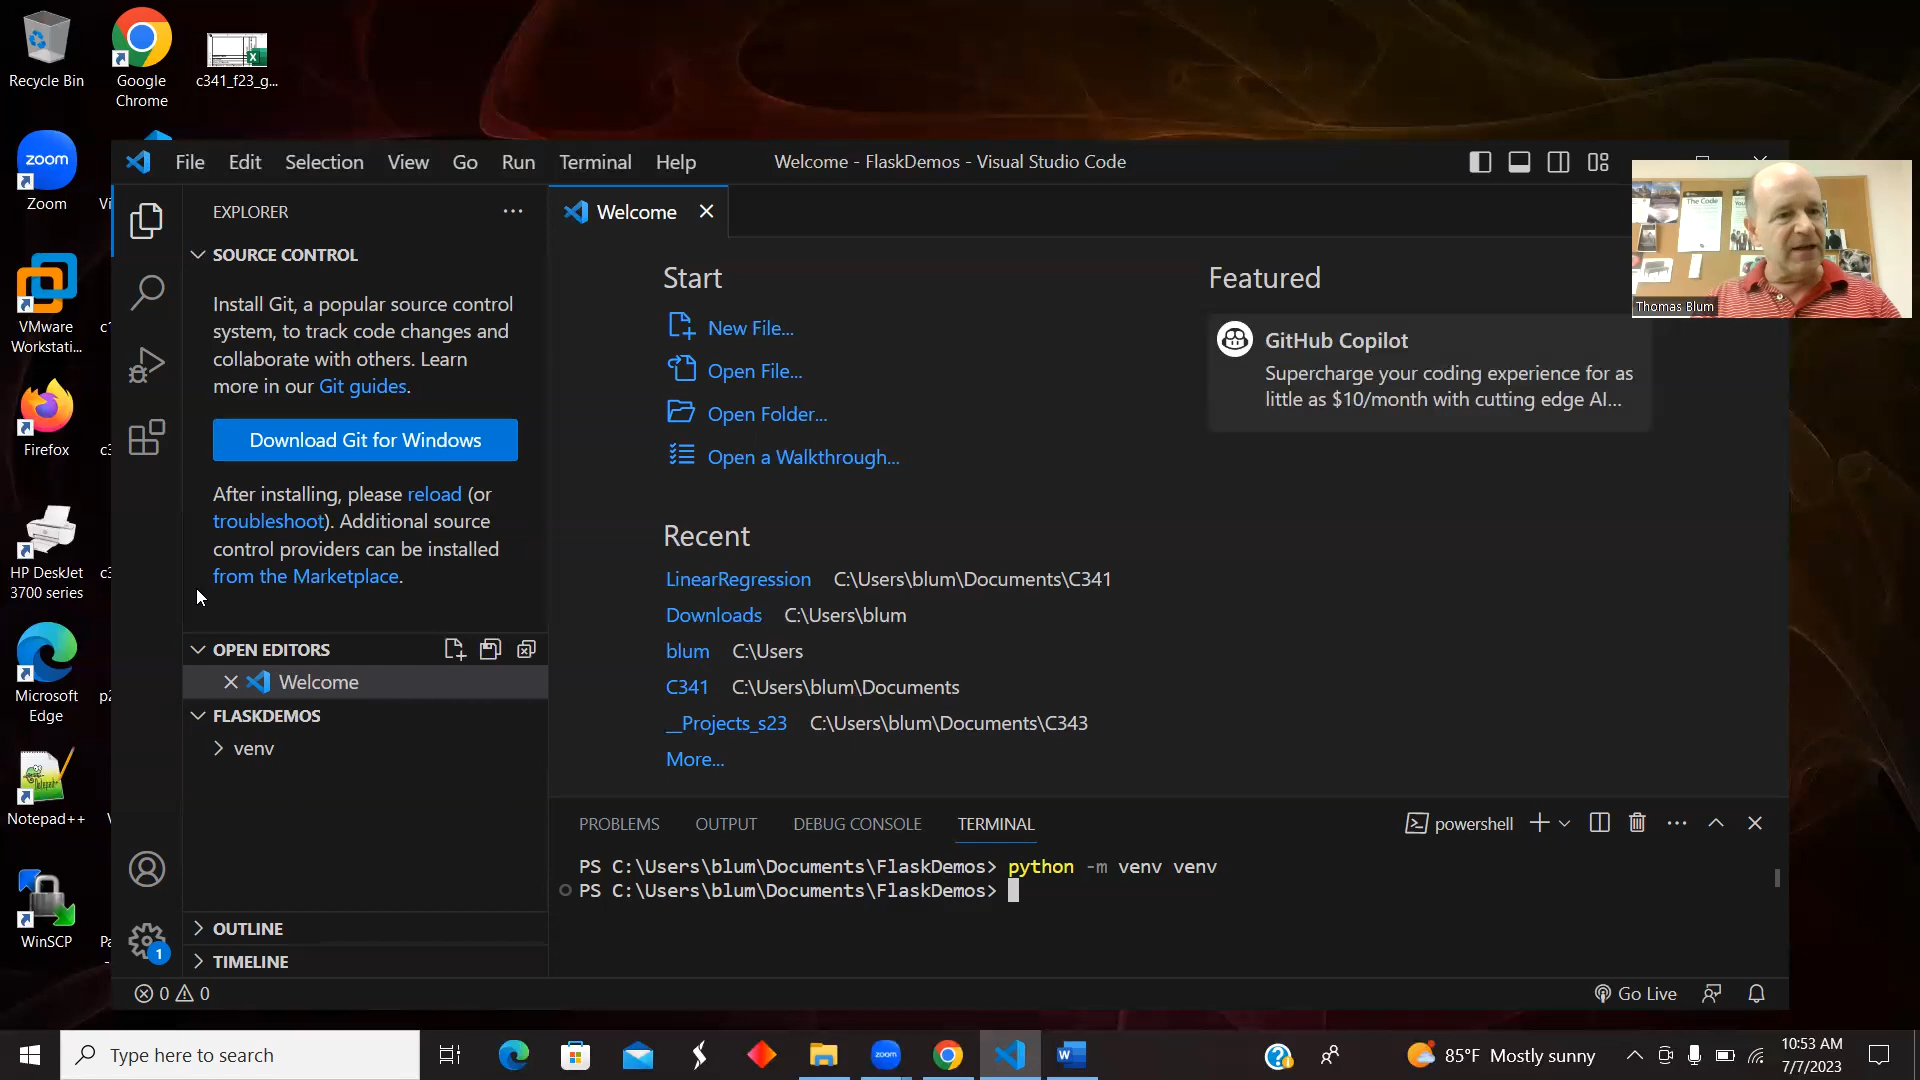 Recycle Bin
Google
Chrome
c341_f23_g...
zoom
Zoom
VMware
Workstati...
Firefox
HP DeskJet
3700 series
Microsoft
Edge
Notepad++
WinSCP
File Edit Selection View Go Run Terminal Help
Welcome - FlaskDemos - Visual Studio Code
EXPLORER
SOURCE CONTROL
Install Git, a popular source control
system, to track code changes and
collaborate with others. Learn
more in our Git guides.
Download Git for Windows
After installing, please reload (or
troubleshoot). Additional source
control providers can be installed
from the Marketplace.
OPEN EDITORS
Welcome
FLASKDEMOS
venv
OUTLINE
TIMELINE
Welcome
Start
New File...
Open File...
Open Folder...
Open a Walkthrough...
Recent
LinearRegression C:\Users\blum\Documents\C341
Downloads C:\Users\blum
blum C:\Users
C341 C:\Users\blum\Documents
__Projects_s23 C:\Users\blum\Documents\C343
More...
Featured
GitHub Copilot
Supercharge your coding experience for as
little as $10/month with cutting edge AI...
The Code
Thomas Blum
PROBLEMS OUTPUT DEBUG CONSOLE TERMINAL
powershell
PS C:\Users\blum\Documents\FlaskDemos> python -m venv venv
PS C:\Users\blum\Documents\FlaskDemos>
1
0 0
Go Live
Type here to search
zoom
85°F Mostly sunny
10:53 AM
7/7/2023